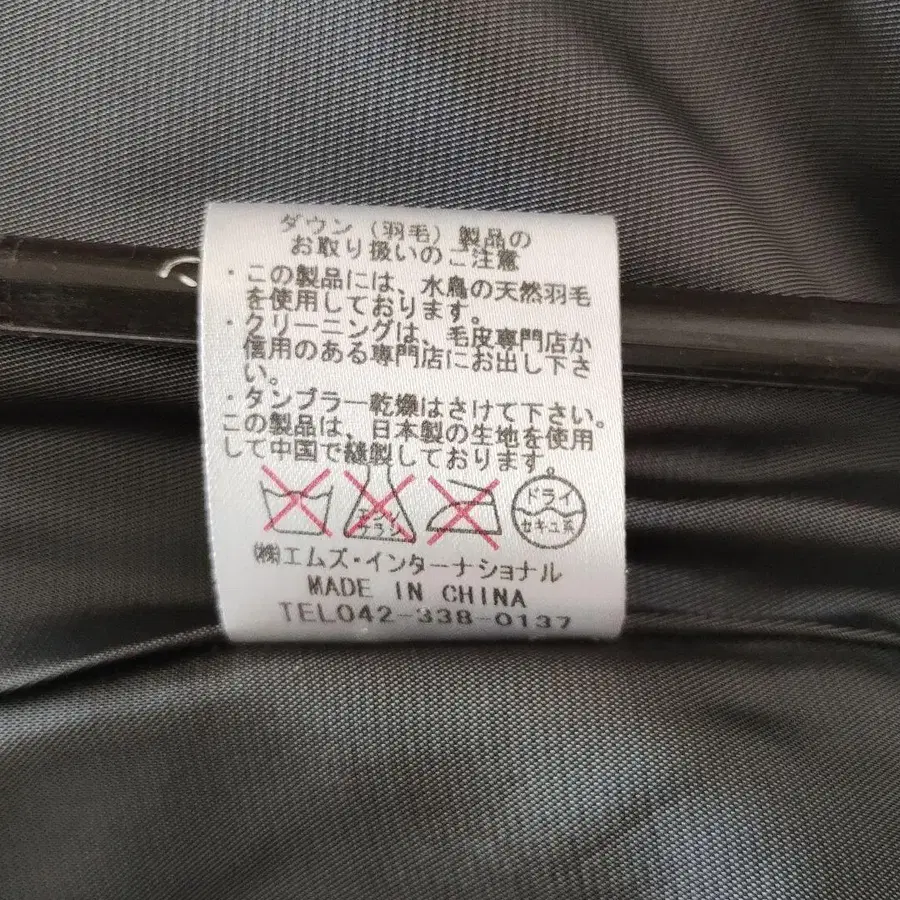 ダウン（羽毛）製品の
お取り扱いのご注意
・この製品には、水鳥の天然羽毛
を使用しております。
・クリーニングは、毛皮専門店か
信用のある専門店にお出し下さ
い。
・タンブラー乾燥はさけて下さい。
この製品は、日本製の生地を使用
して中国で縫製しております。
エンソ
サラシ
ドライ
セキユ系
㈱エムズ・インターナショナル
MADE IN CHINA
TEL042-338-0137